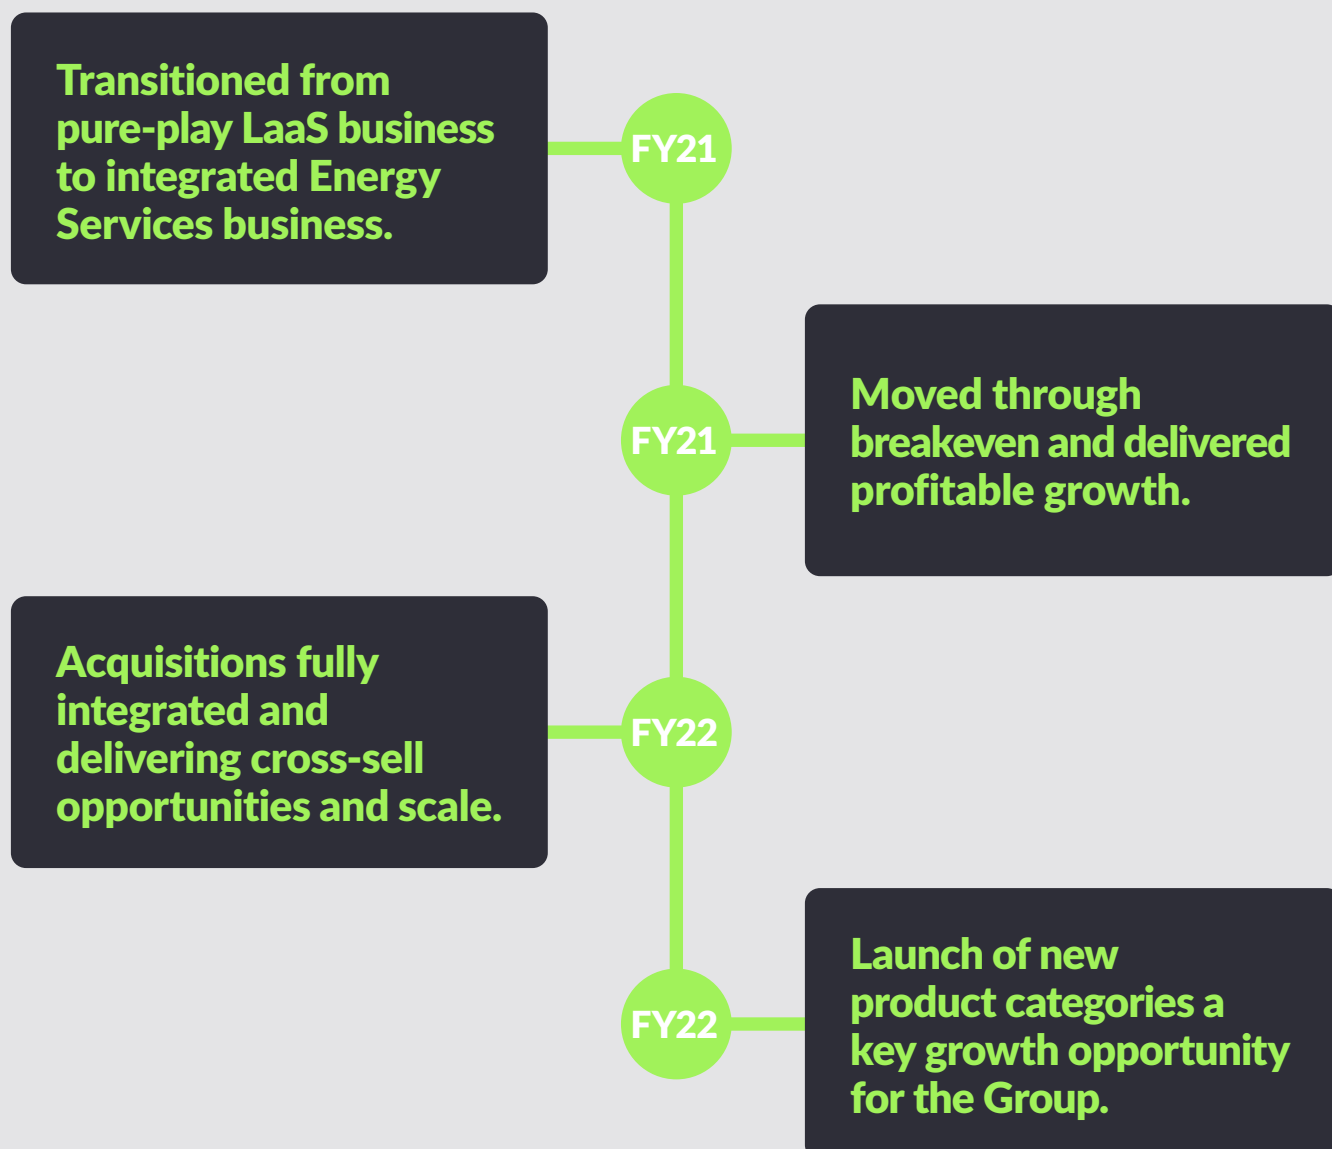 Transitioned from
pure-play LaaS business
to integrated Energy
Services business.
FY21
FY21
Moved through
breakeven and delivered
profitable growth.
Acquisitions fully
integrated and
delivering cross-sell
opportunities and scale.
FY22
FY22
Launch of new
product categories a
key growth opportunity
for the Group.